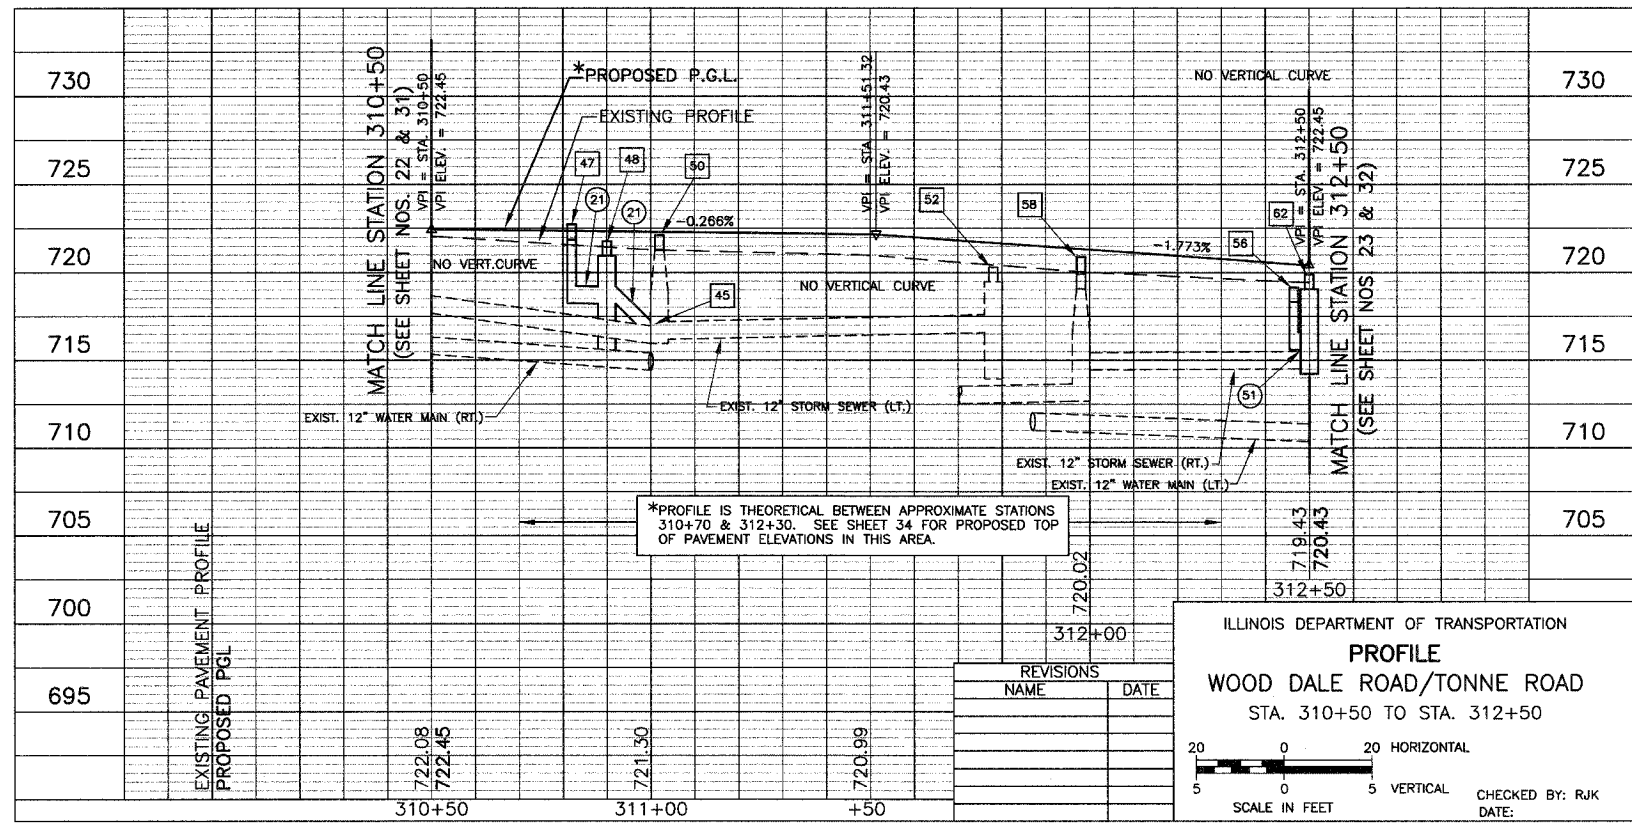 730
725
720
715
710
705
700
695
730
725
720
715
710
705
MATCH LINE STATION 310+50
(SEE SHEET NOS. 22 & 31)
VPI = STA. 310+50
VPI ELEV. = 722.45
*PROPOSED P.G.L.
EXISTING PROFILE
47
48
50
21
21
-0.266%
NO VERT.CURVE
45
VPI = STA. 311+51.32
VPI ELEV. = 720.43
NO VERTICAL CURVE
52
58
NO VERTICAL CURVE
-1.773%
56
62
51
VPI = STA. 312+50
VPI ELEV. = 722.45
MATCH LINE STATION 312+50
(SEE SHEET NOS 23 & 32)
EXIST. 12" WATER MAIN (RT.)
EXIST. 12" STORM SEWER (LT.)
EXIST. 12" STORM SEWER (RT.)
EXIST. 12" WATER MAIN (LT.)
*PROFILE IS THEORETICAL BETWEEN APPROXIMATE STATIONS
310+70 & 312+30. SEE SHEET 34 FOR PROPOSED TOP
OF PAVEMENT ELEVATIONS IN THIS AREA.
EXISTING PAVEMENT PROFILE
PROPOSED PGL
722.08
722.45
310+50
721.30
311+00
720.99
+50
720.02
312+00
719.43
720.43
312+50
REVISIONS
NAME DATE
ILLINOIS DEPARTMENT OF TRANSPORTATION
PROFILE
WOOD DALE ROAD/TONNE ROAD
STA. 310+50 TO STA. 312+50
20 0 20 HORIZONTAL
5 0 5 VERTICAL
SCALE IN FEET
CHECKED BY: RJK
DATE: